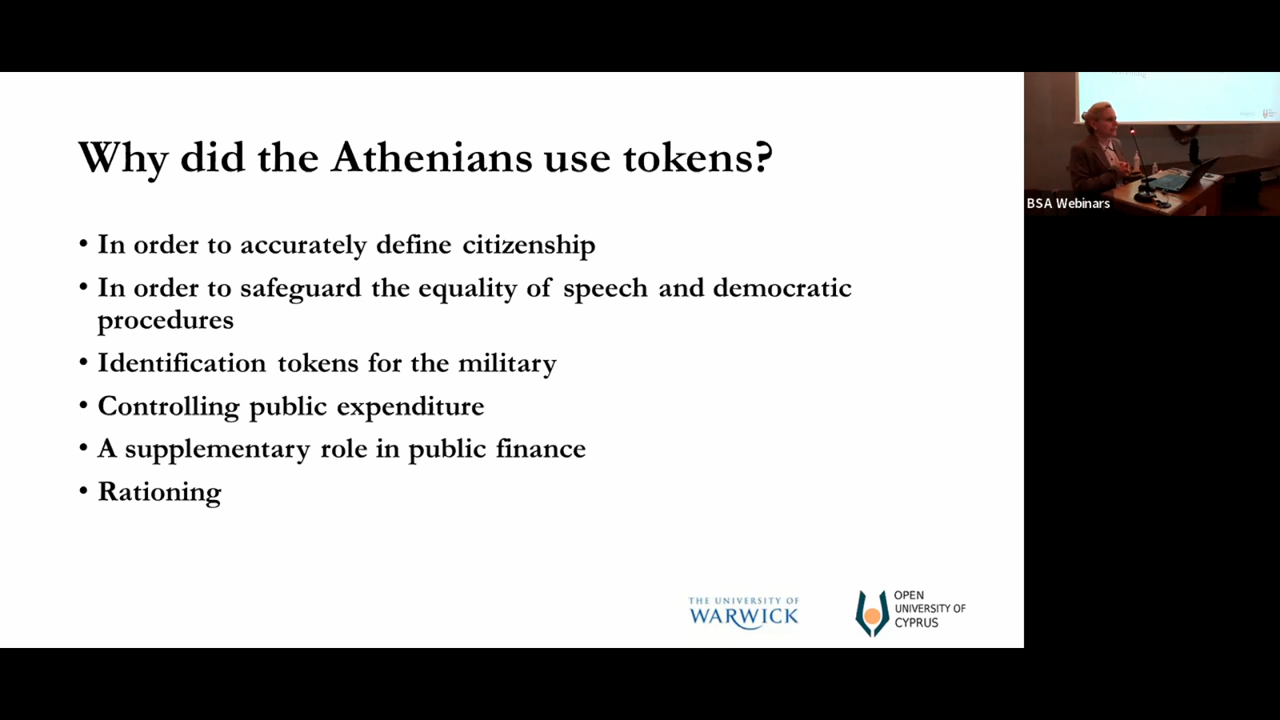 Why did the Athenians use tokens?
• In order to accurately define citizenship
• In order to safeguard the equality of speech and democratic
procedures
• Identification tokens for the military
• Controlling public expenditure
• A supplementary role in public finance
• Rationing
THE UNIVERSITY OF
WARWICK
OPEN
UNIVERSITY OF
CYPRUS
BSA Webinars